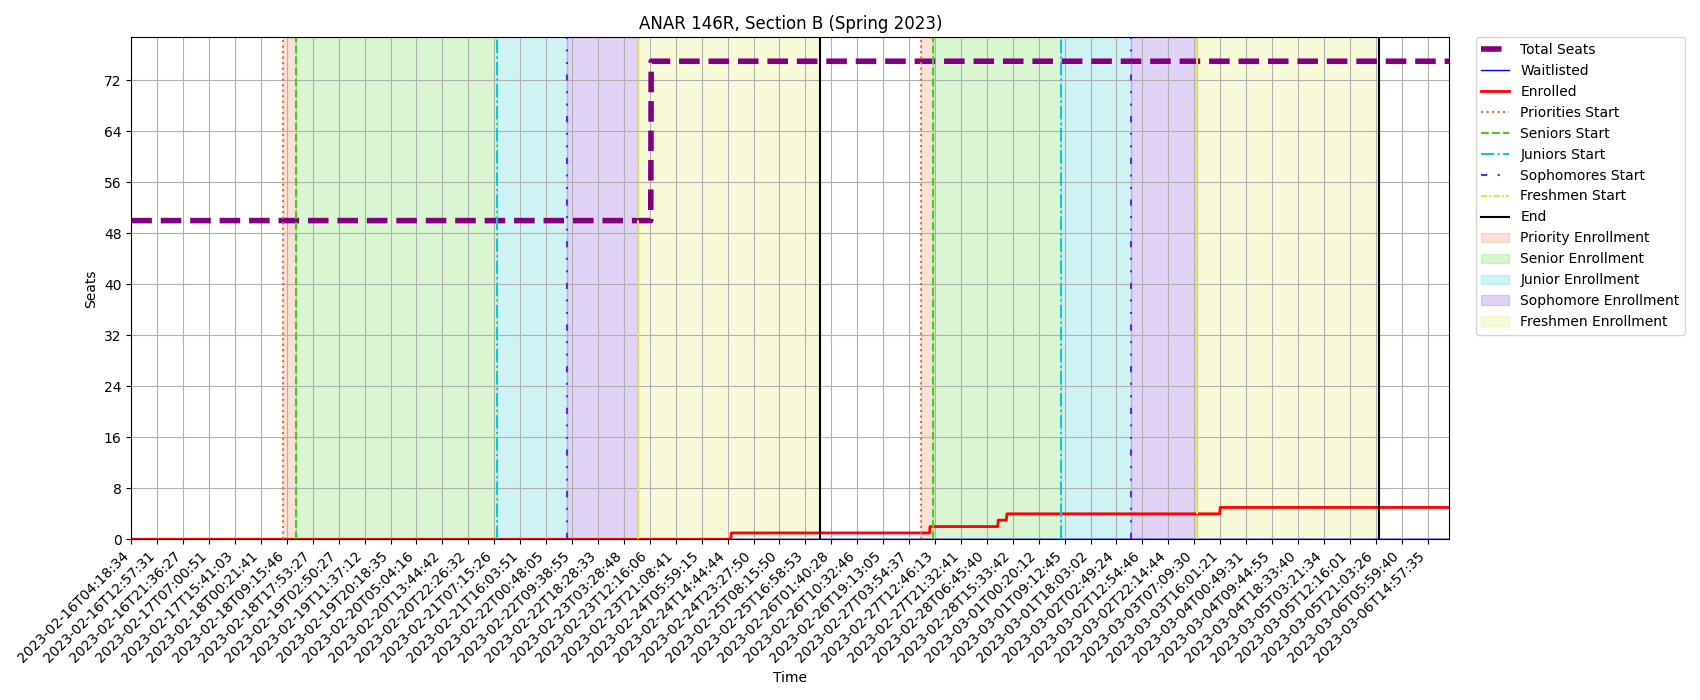 ANAR 146R, Section B (Spring 2023)
Total Seats
Waitlisted
Enrolled
Priorities Start
Seniors Start
Juniors Start
Sophomores Start
Freshmen Start
End
Priority Enrollment
Senior Enrollment
Junior Enrollment
Sophomore Enrollment
Freshmen Enrollment
Seats
72
64
56
48
40
32
24
16
8
0
2023-02-16T04:18:34
2023-02-16T12:57:31
2023-02-16T21:36:27
2023-02-17T07:00:51
2023-02-17T15:41:03
2023-02-18T00:21:41
2023-02-18T09:15:46
2023-02-18T17:53:27
2023-02-19T02:50:27
2023-02-19T11:37:12
2023-02-19T20:18:35
2023-02-20T05:04:16
2023-02-20T13:44:42
2023-02-20T22:26:32
2023-02-21T07:15:26
2023-02-21T16:03:51
2023-02-22T00:48:05
2023-02-22T09:38:55
2023-02-22T18:28:33
2023-02-23T03:28:48
2023-02-23T12:16:06
2023-02-23T21:08:41
2023-02-24T05:59:15
2023-02-24T14:44:44
2023-02-24T23:27:50
2023-02-25T08:15:50
2023-02-25T16:58:53
2023-02-26T01:40:28
2023-02-26T10:32:46
2023-02-26T19:13:05
2023-02-27T03:54:37
2023-02-27T12:46:13
2023-02-27T21:32:41
2023-02-28T06:45:40
2023-02-28T15:33:42
2023-03-01T00:20:12
2023-03-01T09:12:45
2023-03-01T18:03:02
2023-03-02T02:49:24
2023-03-02T12:54:46
2023-03-02T22:14:44
2023-03-03T07:09:30
2023-03-03T16:01:21
2023-03-04T00:49:31
2023-03-04T09:44:55
2023-03-04T18:33:40
2023-03-05T03:21:34
2023-03-05T12:16:01
2023-03-05T21:03:26
2023-03-06T05:59:40
2023-03-06T14:57:35
Time